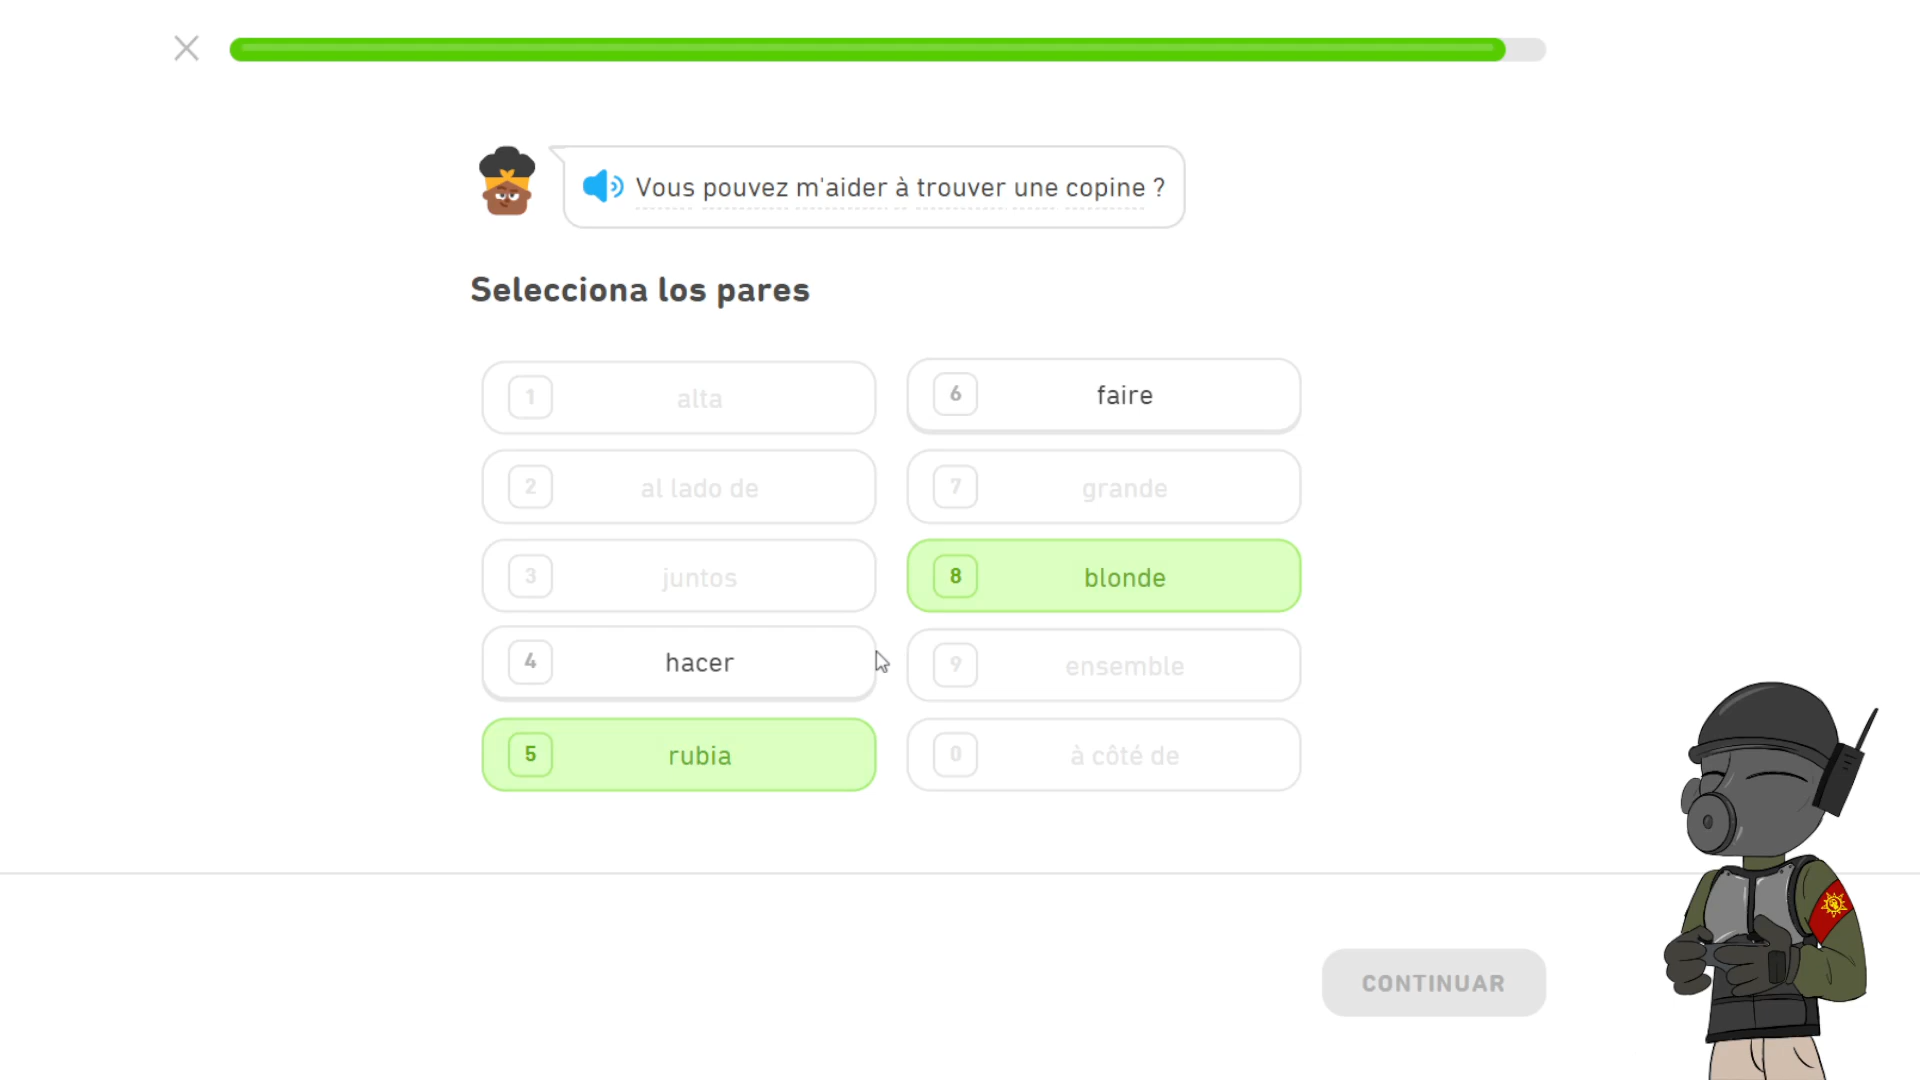 Vous pouvez m'aider à trouver une copine ?
Selecciona los pares
1 alta
6 faire
2 al lado de
7 grande
3 juntos
8 blonde
4 hacer
9 ensemble
5 rubia
0 à côté de
CONTINUAR